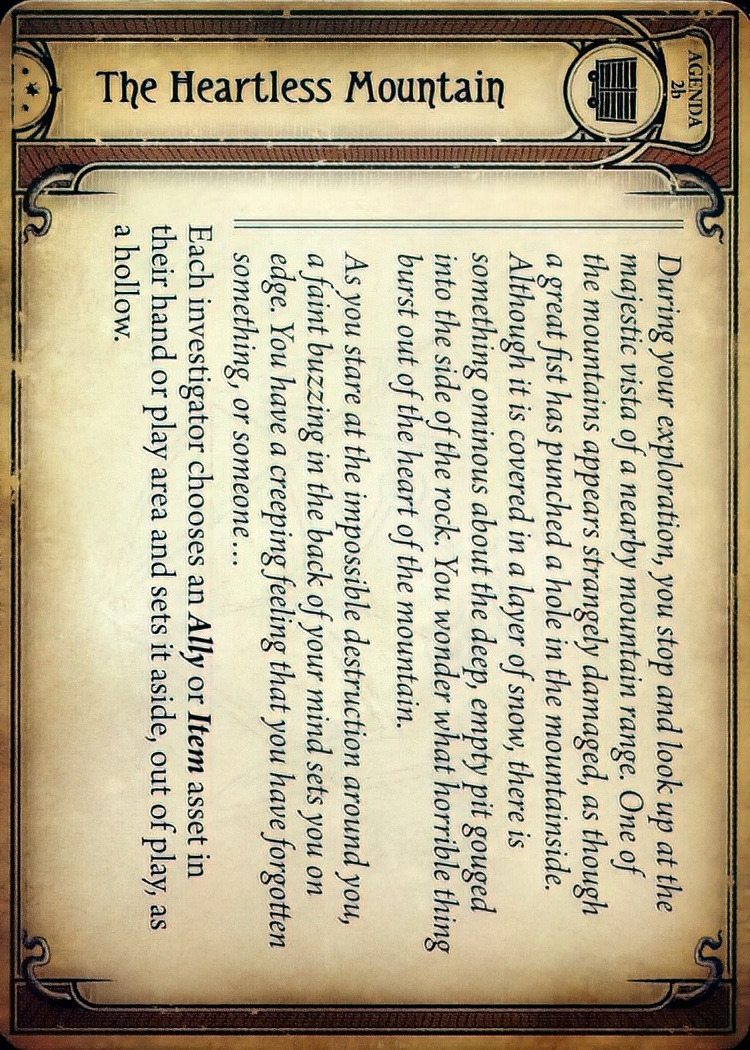 AGENDA
2b
The Heartless Mountain
During your exploration, you stop and look up at the
majestic vista of a nearby mountain range. One of
the mountains appears strangely damaged, as though
a great fist has punched a hole in the mountainside.
Although it is covered in a layer of snow, there is
something ominous about the deep, empty pit gouged
into the side of the rock. You wonder what horrible thing
burst out of the heart of the mountain.
As you stare at the impossible destruction around you,
a faint buzzing in the back of your mind sets you on
edge. You have a creeping feeling that you have forgotten
something, or someone…
Each investigator chooses an Ally or Item asset in
their hand or play area and sets it aside, out of play, as
a hollow.